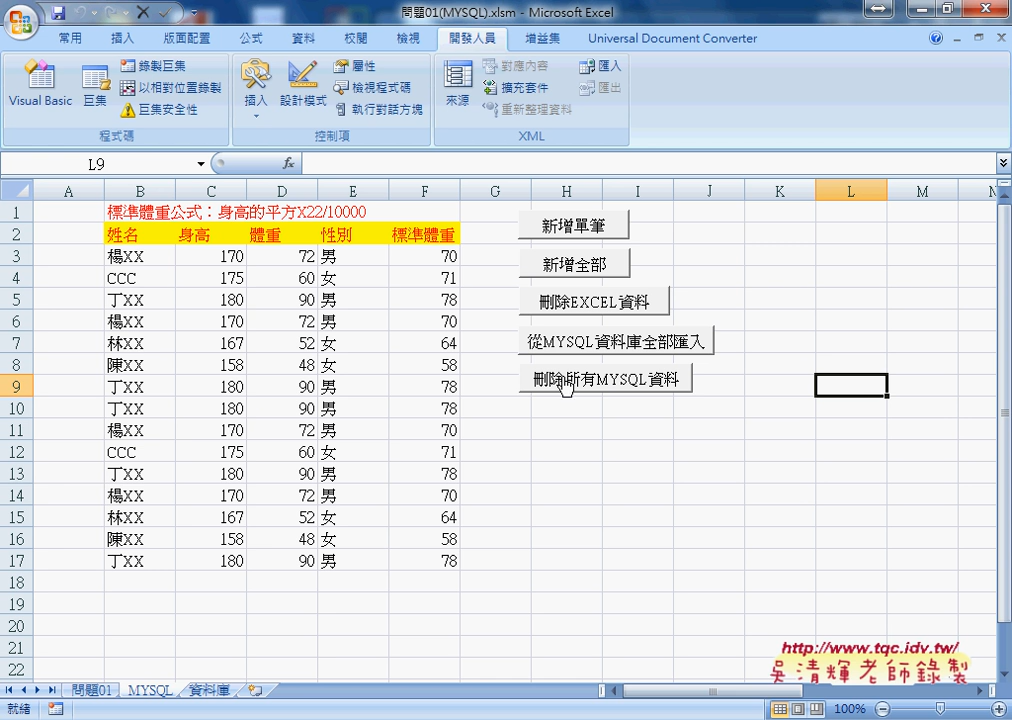 問題01(MYSQL).xlsm - Microsoft Excel
常用 插入 版面配置 公式 資料 校閱 檢視 開發人員 增益集 Universal Document Converter
Visual Basic 巨集 錄製巨集 以相對位置錄製 巨集安全性 程式碼
插入 設計模式 屬性 檢視程式碼 執行對話方塊 控制項
來源 對應內容 擴充套件 重新整理資料 匯入 匯出 XML
L9 fx
A B C D E F G H I J K L M N
1 標準體重公式：身高的平方X22/10000
2 姓名 身高 體重 性別 標準體重
3 楊XX 170 72 男 70
4 CCC 175 60 女 71
5 丁XX 180 90 男 78
6 楊XX 170 72 男 70
7 林XX 167 52 女 64
8 陳XX 158 48 女 58
9 丁XX 180 90 男 78
10 丁XX 180 90 男 78
11 楊XX 170 72 男 70
12 CCC 175 60 女 71
13 丁XX 180 90 男 78
14 楊XX 170 72 男 70
15 林XX 167 52 女 64
16 陳XX 158 48 女 58
17 丁XX 180 90 男 78
18
19
20
21
22
新增單筆
新增全部
刪除EXCEL資料
從MYSQL資料庫全部匯入
刪除所有MYSQL資料
http://www.tqc.idv.tw/
吳清輝老師錄製
問題01 MYSQL 資料庫
就緒 100%